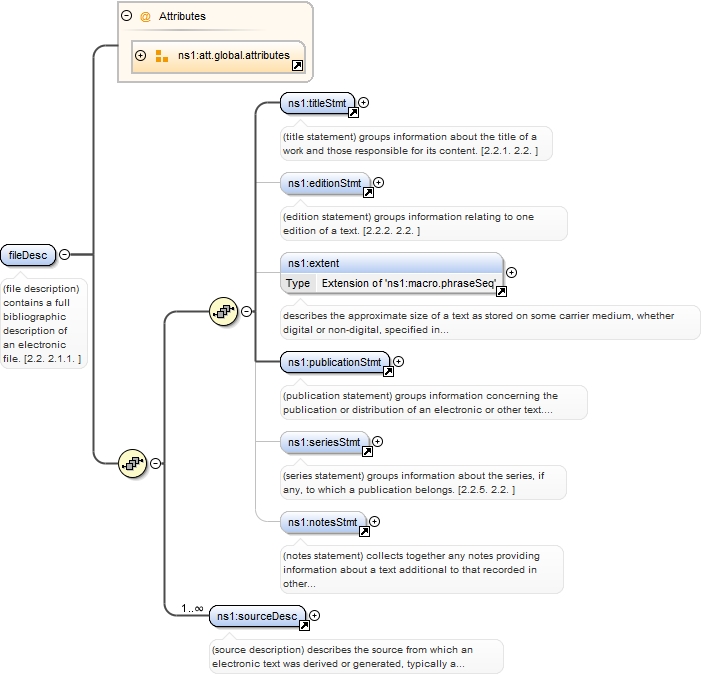 @ Attributes
ns1:att.global.attributes
ns1:titleStmt
(title statement) groups information about the title of a
work and those responsible for its content. [2.2.1. 2.2. ]
ns1:editionStmt
(edition statement) groups information relating to one
edition of a text. [2.2.2. 2.2. ]
fileDesc
(file description)
contains a full
bibliographic
description of
an electronic
file. [2.2. 2.1.1. ]
ns1:extent
Type Extension of 'ns1:macro.phraseSeq'
describes the approximate size of a text as stored on some carrier medium, whether
digital or non-digital, specified in...
ns1:publicationStmt
(publication statement) groups information concerning the
publication or distribution of an electronic or other text....
ns1:seriesStmt
(series statement) groups information about the series, if
any, to which a publication belongs. [2.2.5. 2.2. ]
ns1:notesStmt
(notes statement) collects together any notes providing
information about a text additional to that recorded in
other...
1..∞
ns1:sourceDesc
(source description) describes the source from which an
electronic text was derived or generated, typically a...